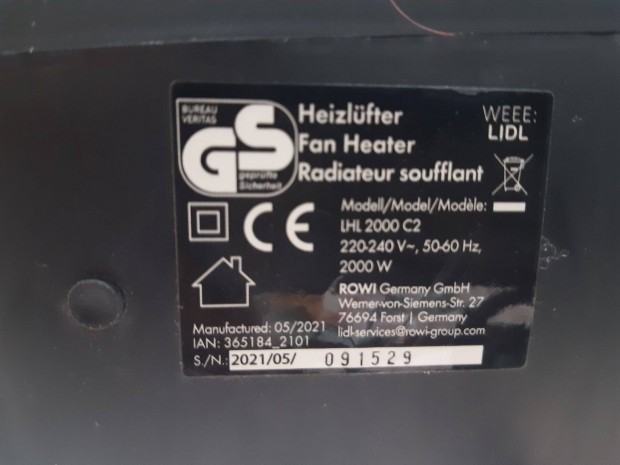 BUREAU
VERITAS
GS
geprüfte
Sicherheit
Heizlüfter
Fan Heater
Radiateur soufflant
WEEE:
LIDL
CE
Modell/Model/Modèle:
LHL 2000 C2
220-240 V~, 50-60 Hz,
2000 W
ROWI Germany GmbH
Werner-von-Siemens-Str. 27
76694 Forst | Germany
lidl-services@rowi-group.com
Manufactured: 05/2021
IAN: 365184_2101
S./N.: 2021/05/ 091529